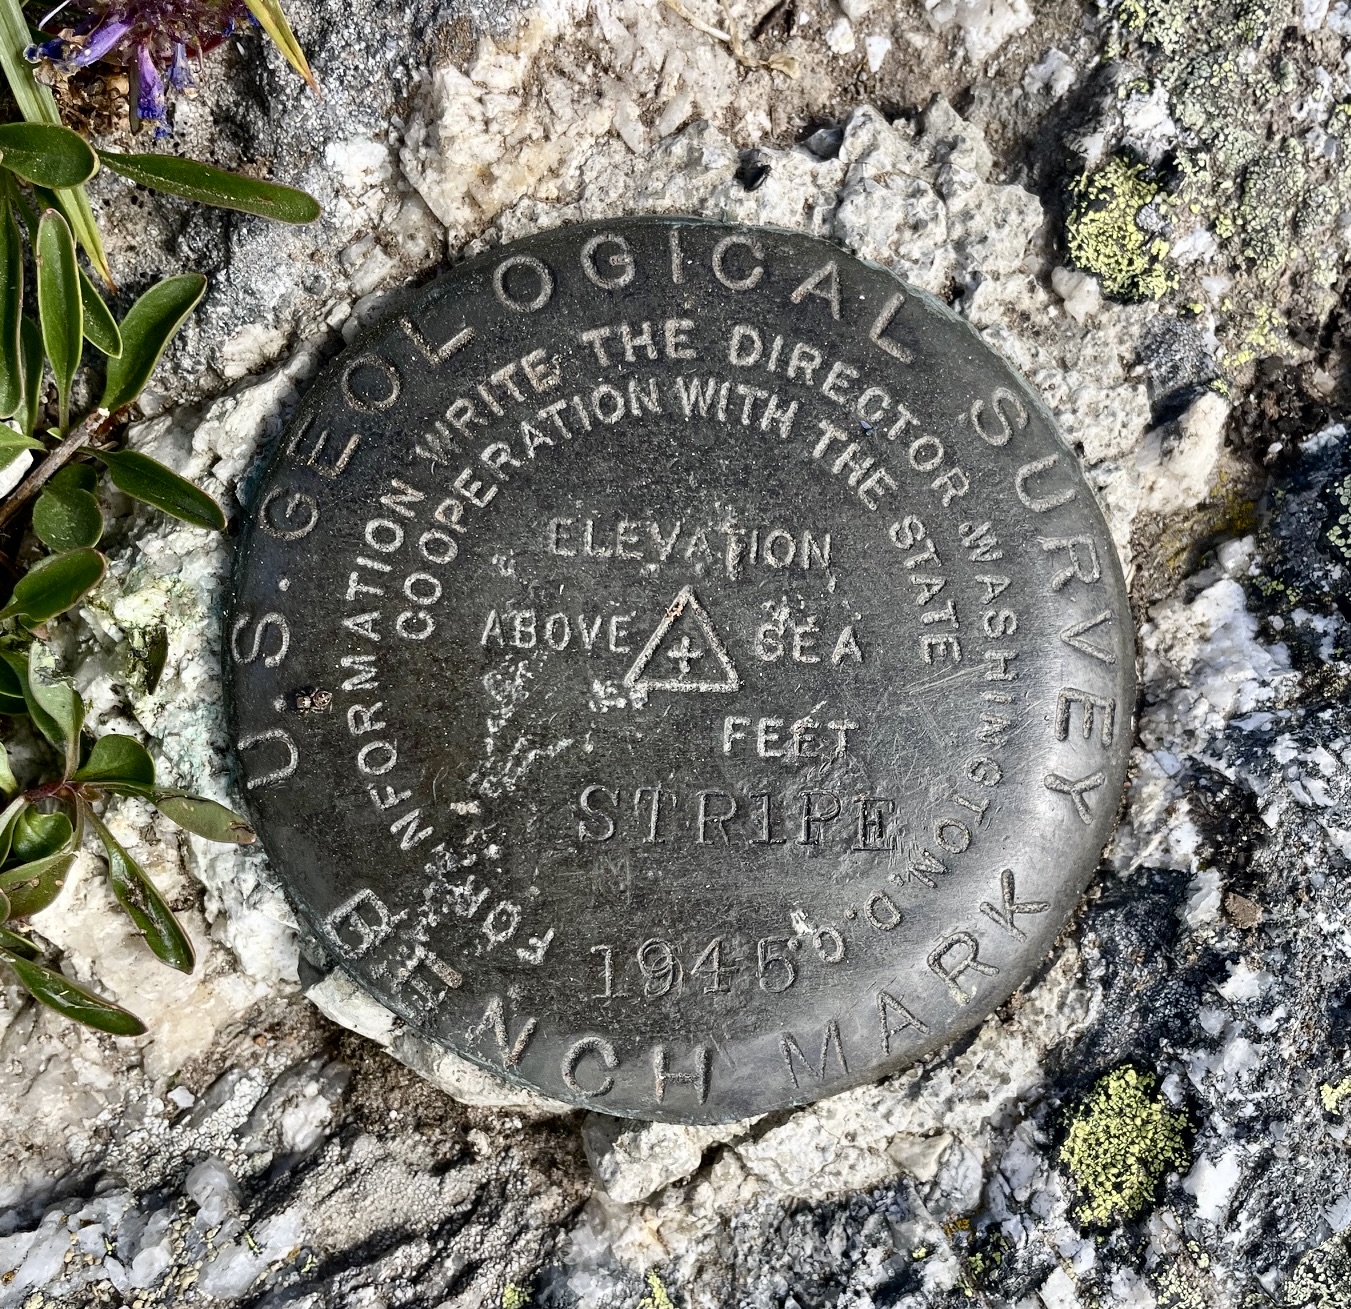 U.S. GEOLOGICAL SURVEY
BENCH MARK
FOR INFORMATION WRITE THE DIRECTOR, WASHINGTON, D.C.
COOPERATION WITH THE STATE
ELEVATION
ABOVE SEA
FEET
STRIPE
1945